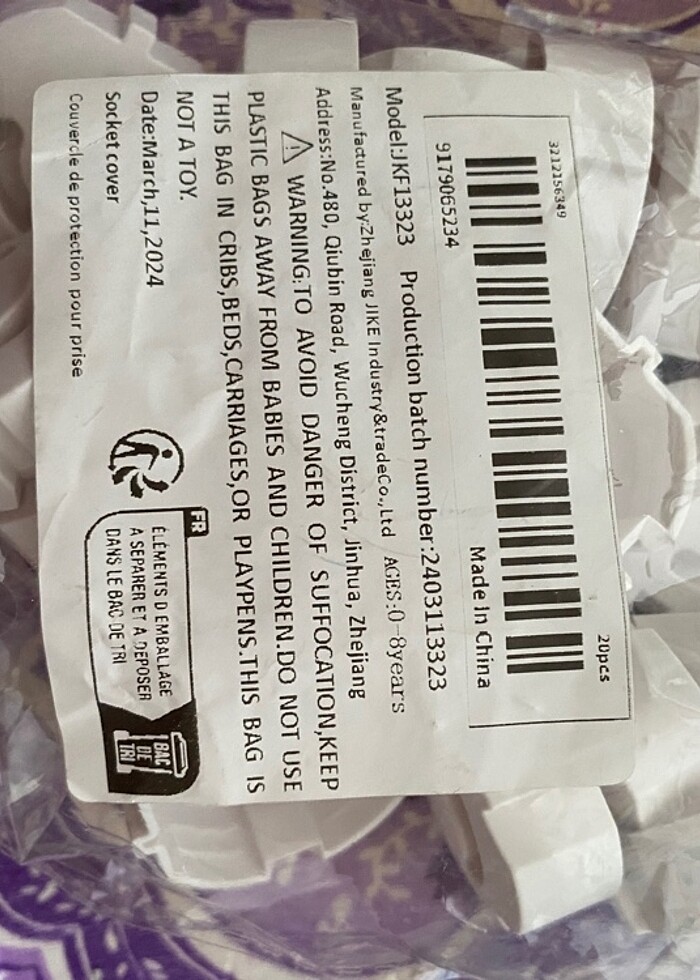 3212156349
20pcs
9179065234
Made In China
Model:JKF13323 Production batch number:2403113323
Manufactured by:Zhejiang JIKE Industry&tradeCo.,Ltd AGES:0-8years
Address:No.480, Qiubin Road, Wucheng District, Jinhua, Zhejiang
WARNING:TO AVOID DANGER OF SUFFOCATION,KEEP
PLASTIC BAGS AWAY FROM BABIES AND CHILDREN.DO NOT USE
THIS BAG IN CRIBS,BEDS,CARRIAGES,OR PLAYPENS.THIS BAG IS
NOT A TOY.
Date:March,11,2024
Socket cover
Couvercle de protection pour prise
FR
ÉLÉMENTS D EMBALLAGE
A SEPARER ET A DEPOSER
DANS LE BAC DE TRI
BAC
DE
TRI